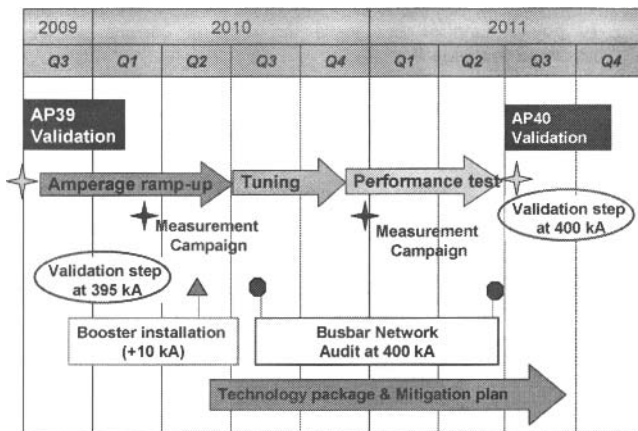 2009 2010 2011
Q3 Q1 Q2 Q3 Q4 Q1 Q2 Q3 Q4
AP39
Validation
AP40
Validation
Amperage ramp-up
Tuning
Performance test
Measurement
Campaign
Measurement
Campaign
Validation step
at 400 kA
Validation step
at 395 kA
Booster installation
(+10 kA)
Busbar Network
Audit at 400 kA
Technology package & Mitigation plan